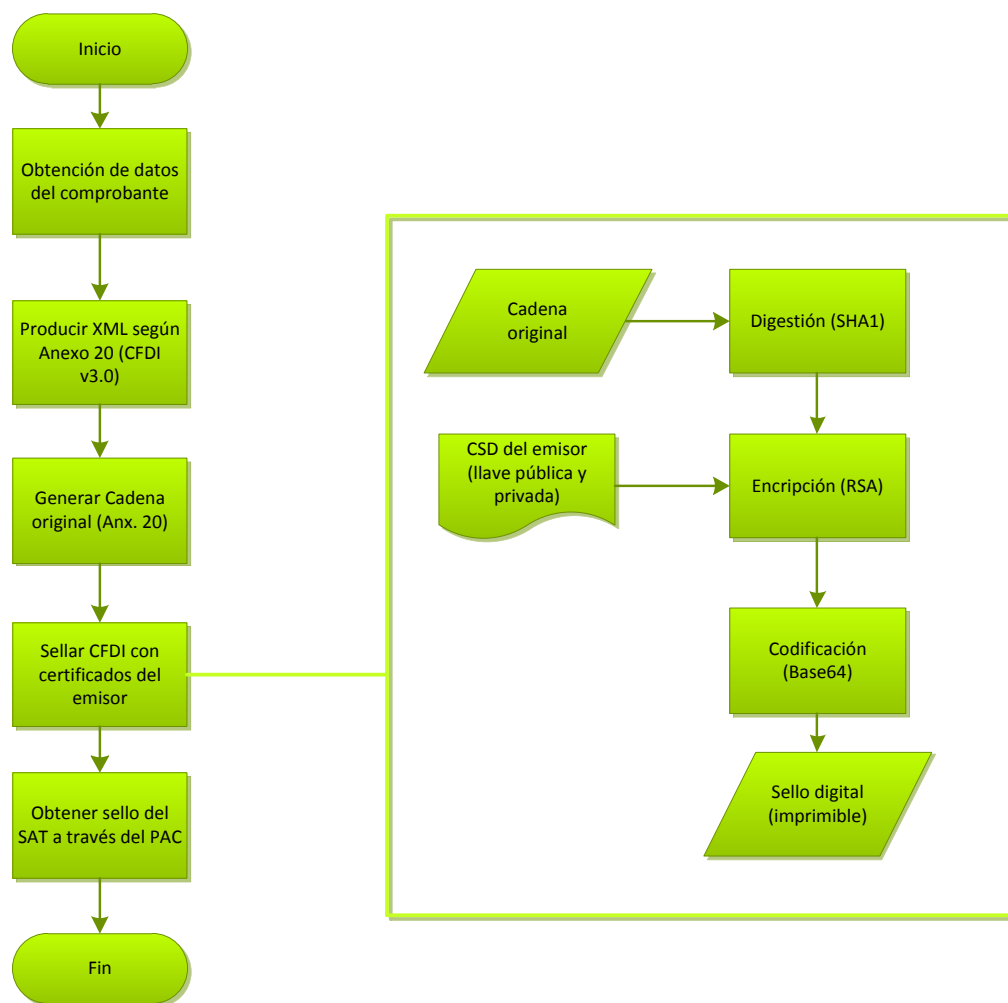 Inicio
Obtención de datos
del comprobante
Producir XML según
Anexo 20 (CFDI
v3.0)
Generar Cadena
original (Anx. 20)
Sellar CFDI con
certificados del
emisor
Obtener sello del
SAT a través del PAC
Fin
Cadena
original
Digestión (SHA1)
CSD del emisor
(llave pública y
privada)
Encripción (RSA)
Codificación
(Base64)
Sello digital
(imprimible)